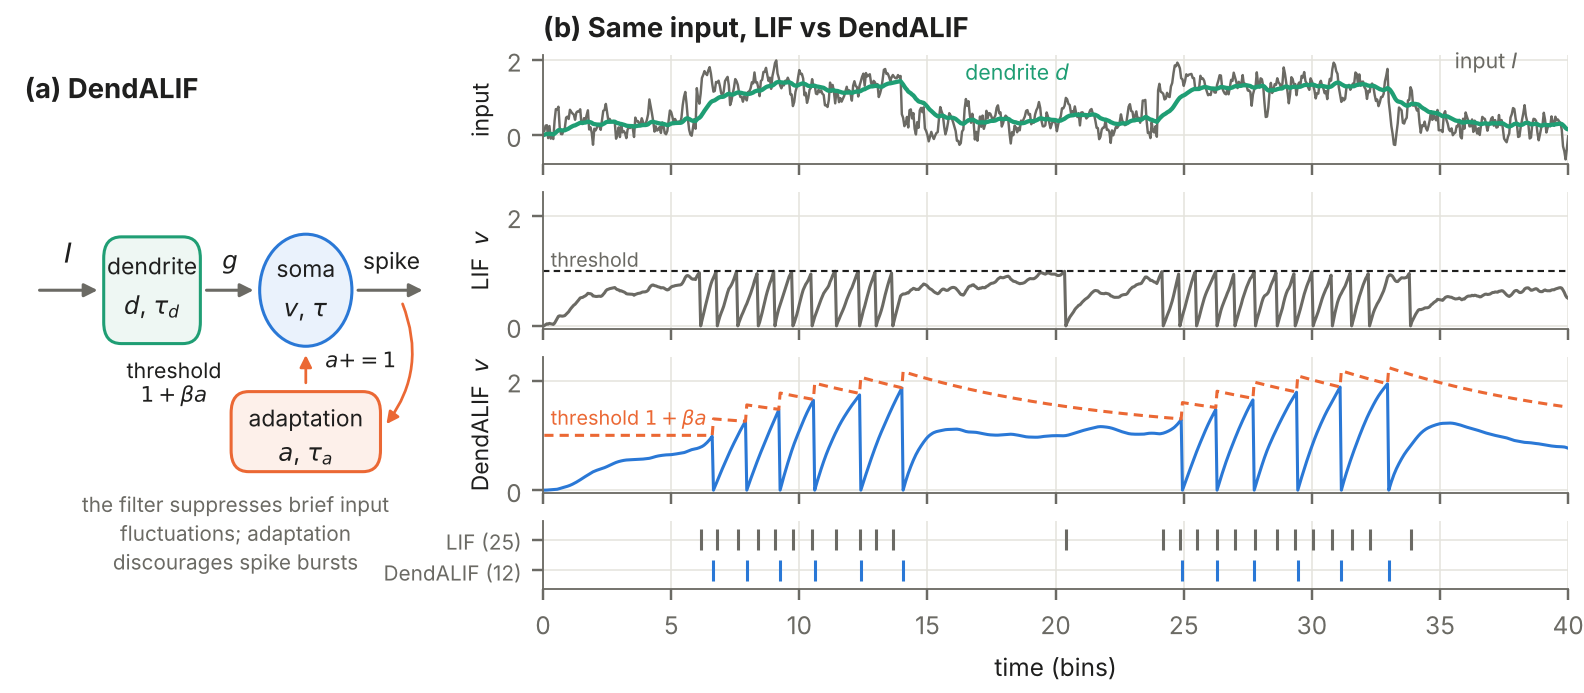 (a) DendALIF
I
dendrite
d, τd
g
soma
v, τ
spike
threshold
1 + βa
a+ = 1
adaptation
a, τa
the filter suppresses brief input
fluctuations; adaptation
discourages spike bursts
(b) Same input, LIF vs DendALIF
input
2
0
dendrite d
input I
LIF v
2
0
threshold
DendALIF v
2
0
threshold 1 + βa
LIF (25)
DendALIF (12)
0 5 10 15 20 25 30 35 40
time (bins)